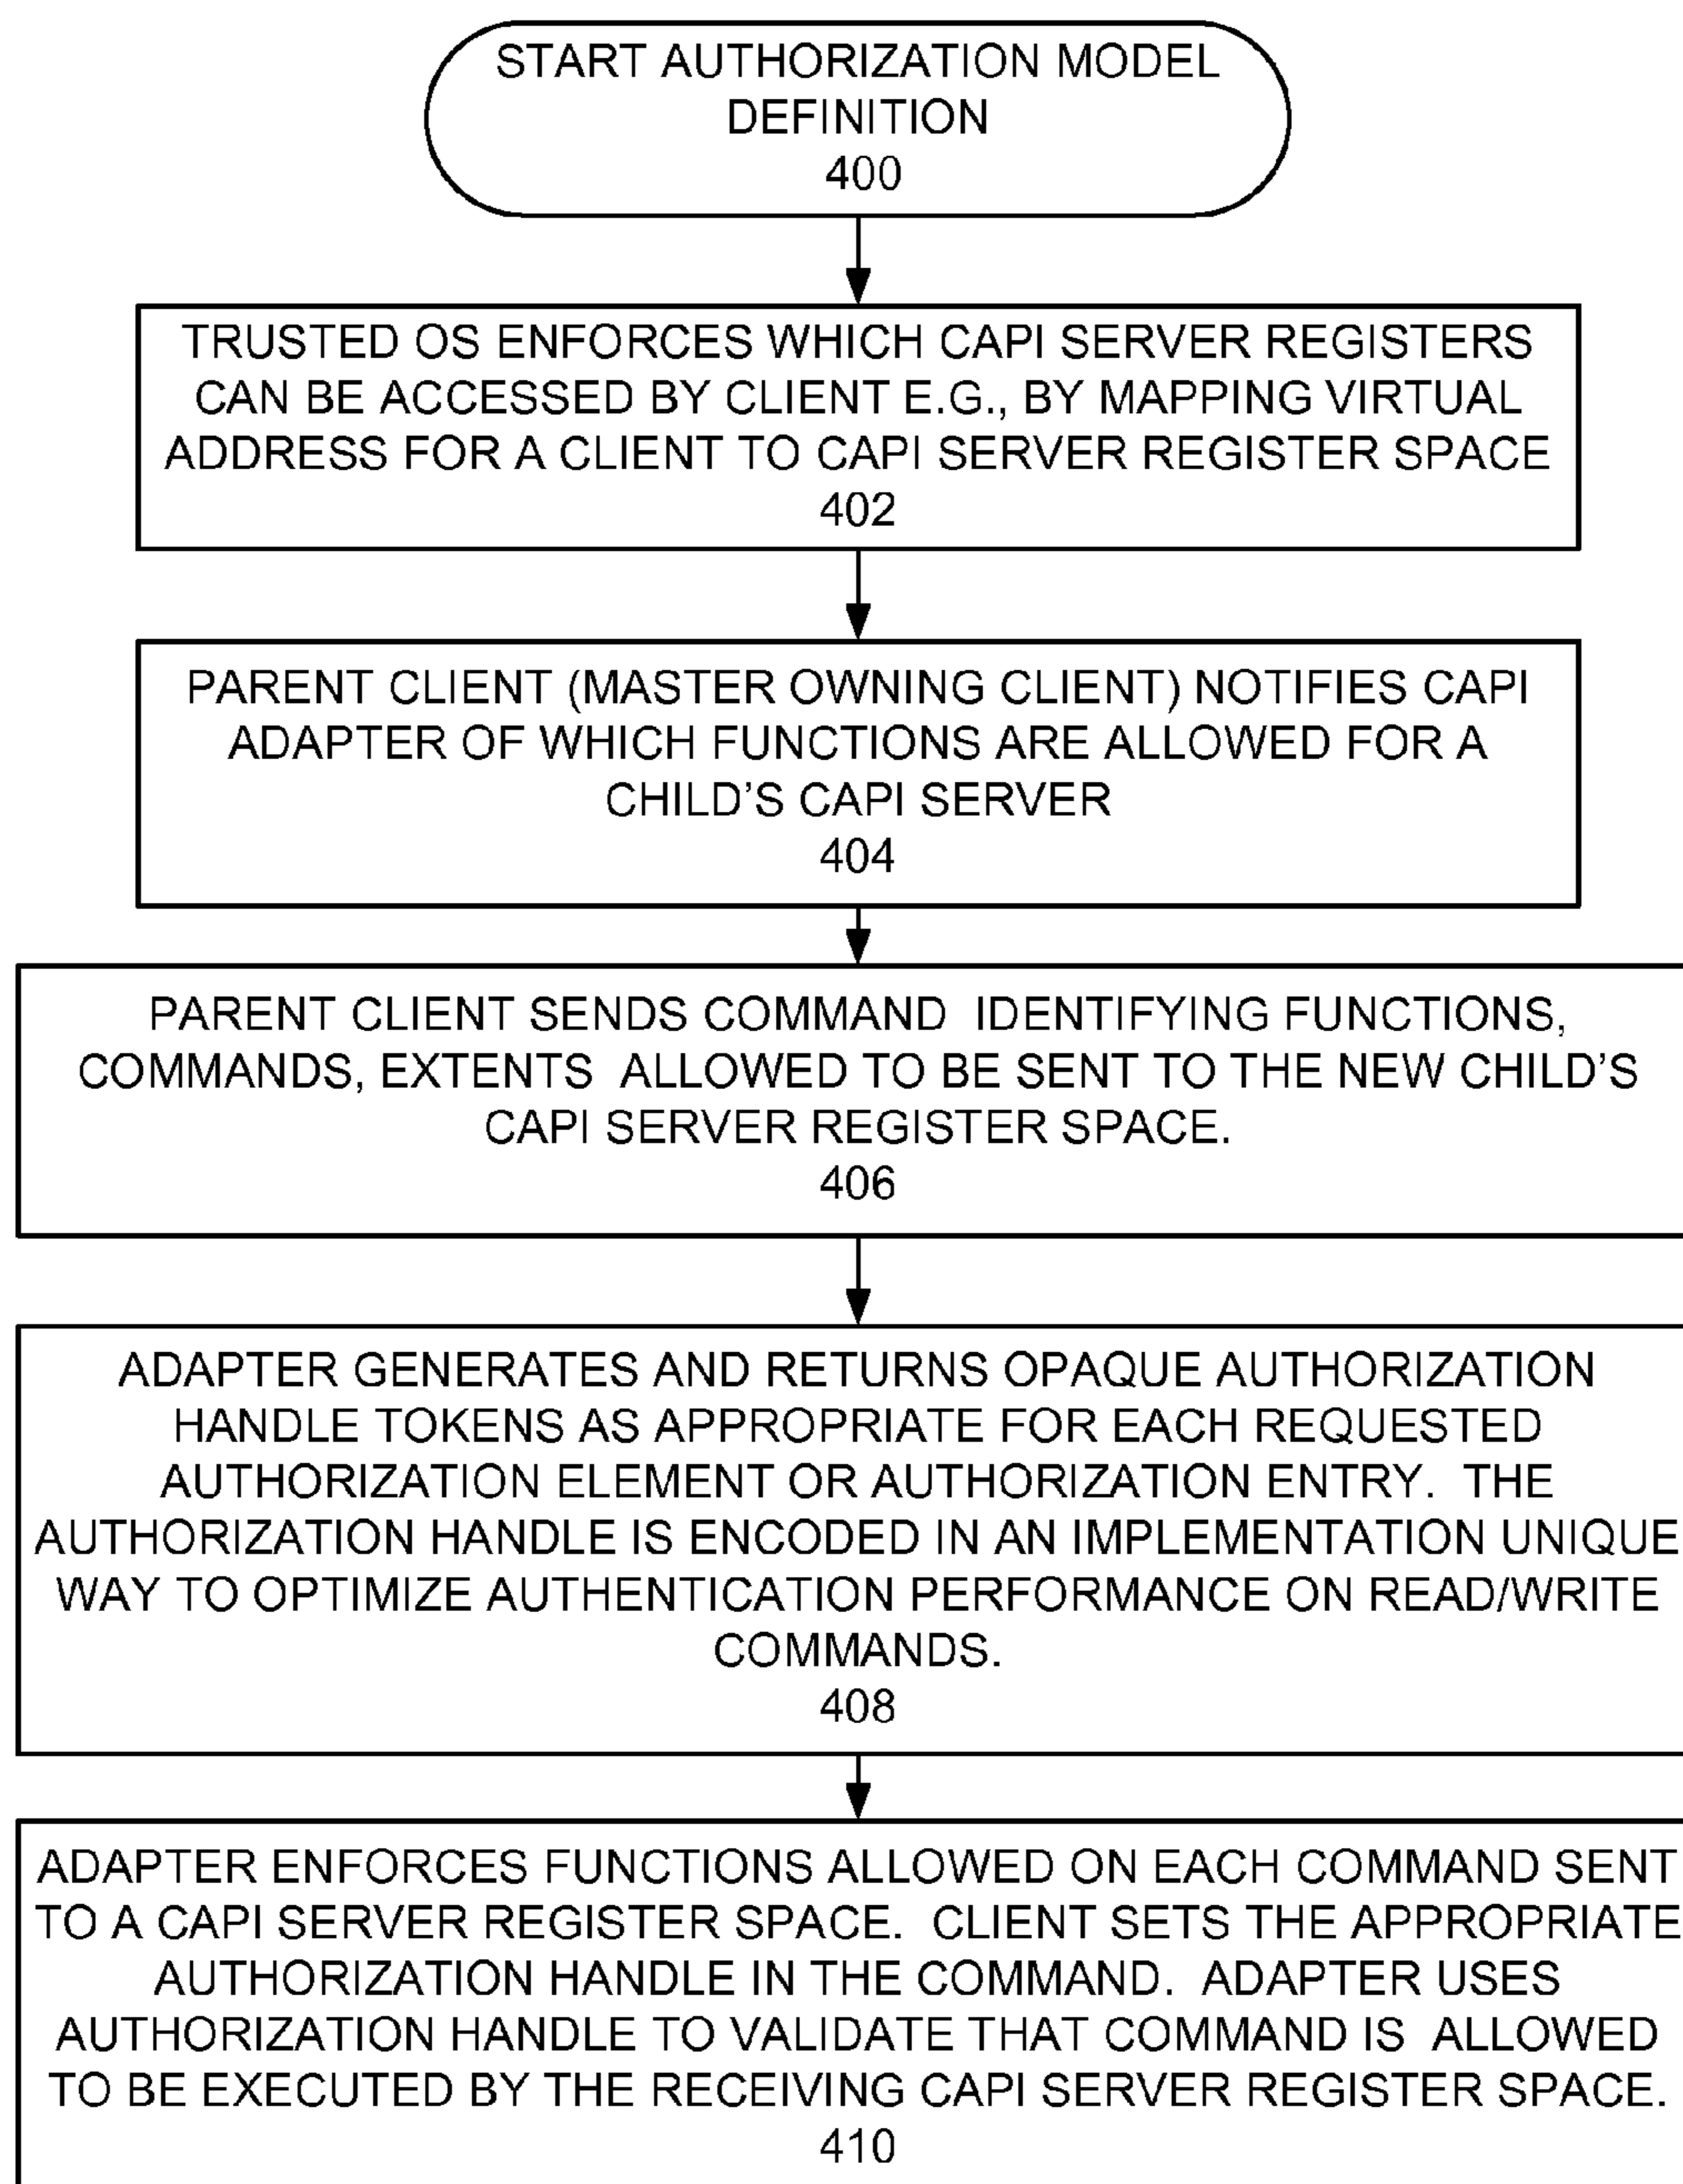 START AUTHORIZATION MODEL
DEFINITION
400
TRUSTED OS ENFORCES WHICH CAPI SERVER REGISTERS
CAN BE ACCESSED BY CLIENT E.G., BY MAPPING VIRTUAL
ADDRESS FOR A CLIENT TO CAPI SERVER REGISTER SPACE
402
PARENT CLIENT (MASTER OWNING CLIENT) NOTIFIES CAPI
ADAPTER OF WHICH FUNCTIONS ARE ALLOWED FOR A
CHILD'S CAPI SERVER
404
PARENT CLIENT SENDS COMMAND IDENTIFYING FUNCTIONS,
COMMANDS, EXTENTS ALLOWED TO BE SENT TO THE NEW CHILD'S
CAPI SERVER REGISTER SPACE.
406
ADAPTER GENERATES AND RETURNS OPAQUE AUTHORIZATION
HANDLE TOKENS AS APPROPRIATE FOR EACH REQUESTED
AUTHORIZATION ELEMENT OR AUTHORIZATION ENTRY. THE
AUTHORIZATION HANDLE IS ENCODED IN AN IMPLEMENTATION UNIQUE
WAY TO OPTIMIZE AUTHENTICATION PERFORMANCE ON READ/WRITE
COMMANDS.
408
ADAPTER ENFORCES FUNCTIONS ALLOWED ON EACH COMMAND SENT
TO A CAPI SERVER REGISTER SPACE. CLIENT SETS THE APPROPRIATE
AUTHORIZATION HANDLE IN THE COMMAND. ADAPTER USES
AUTHORIZATION HANDLE TO VALIDATE THAT COMMAND IS ALLOWED
TO BE EXECUTED BY THE RECEIVING CAPI SERVER REGISTER SPACE.
410